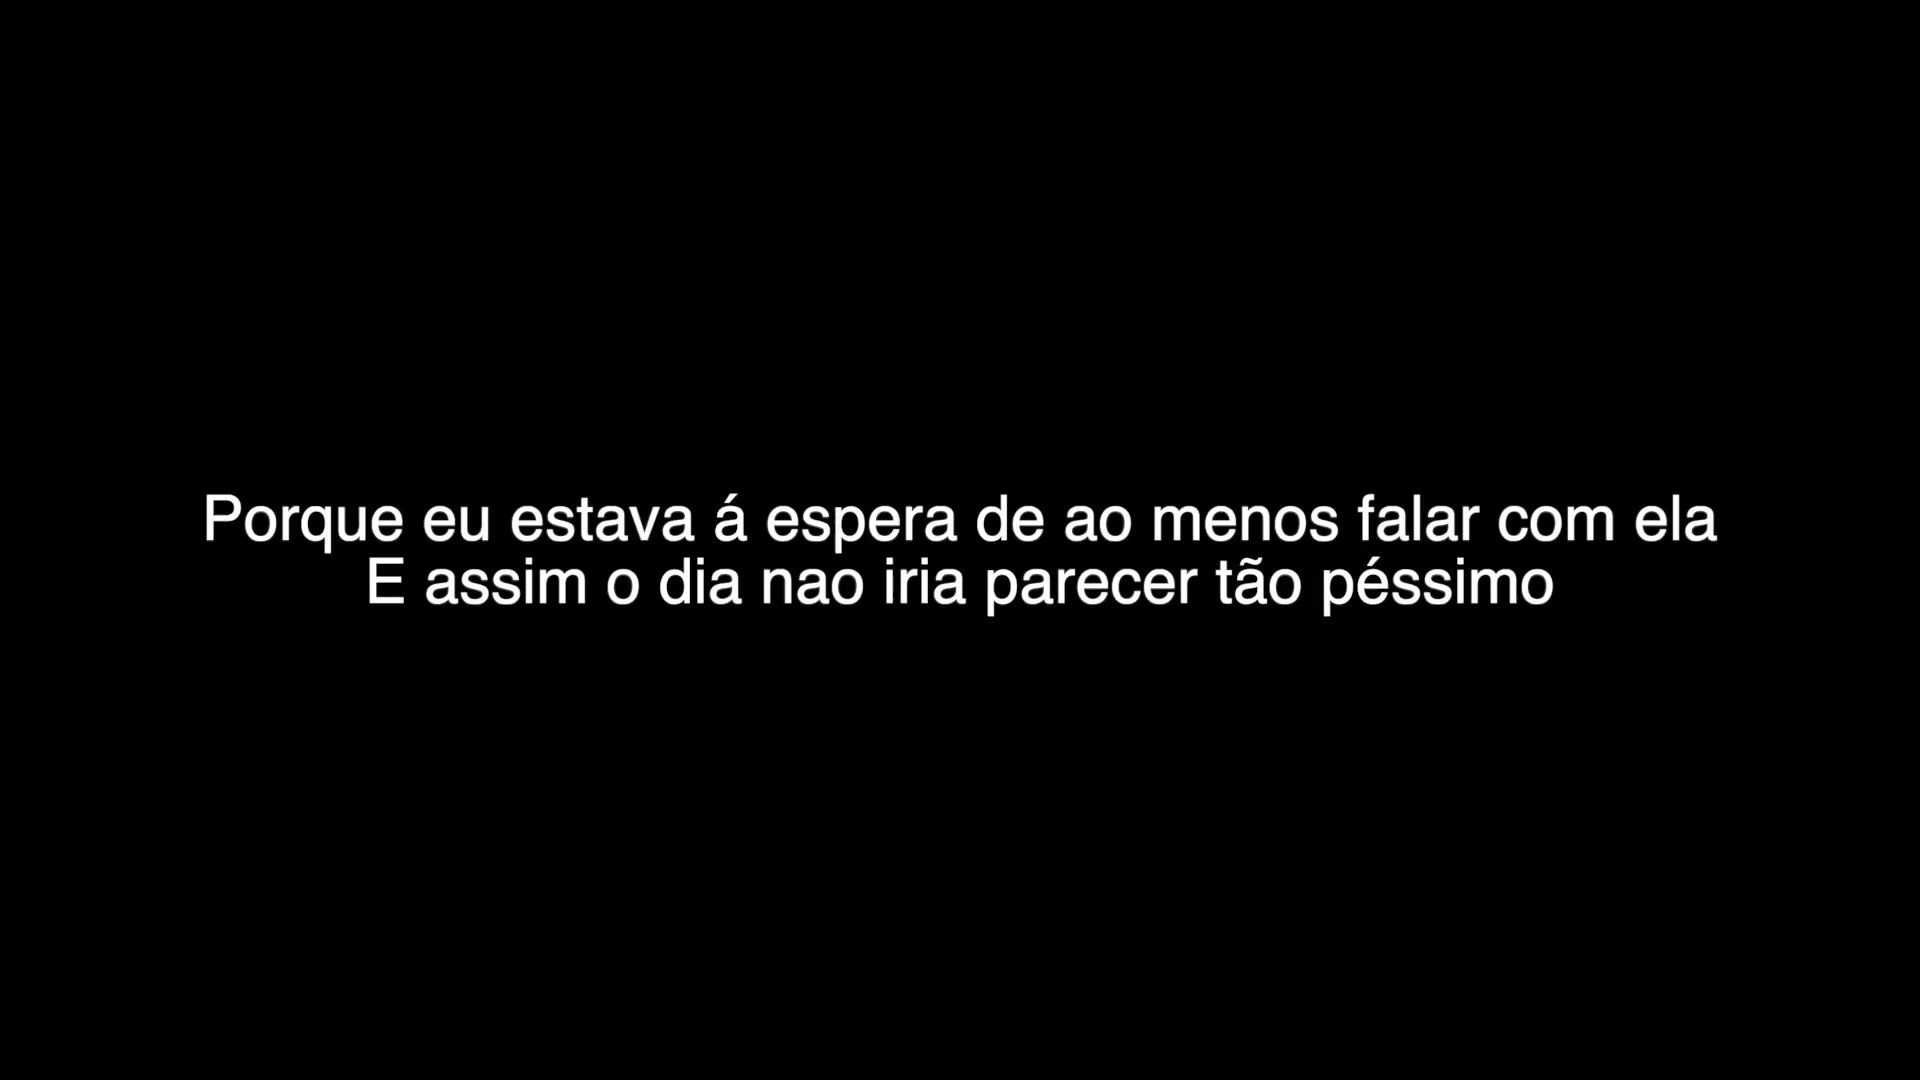 Porque eu estava á espera de ao menos falar com ela
E assim o dia nao iria parecer tão péssimo